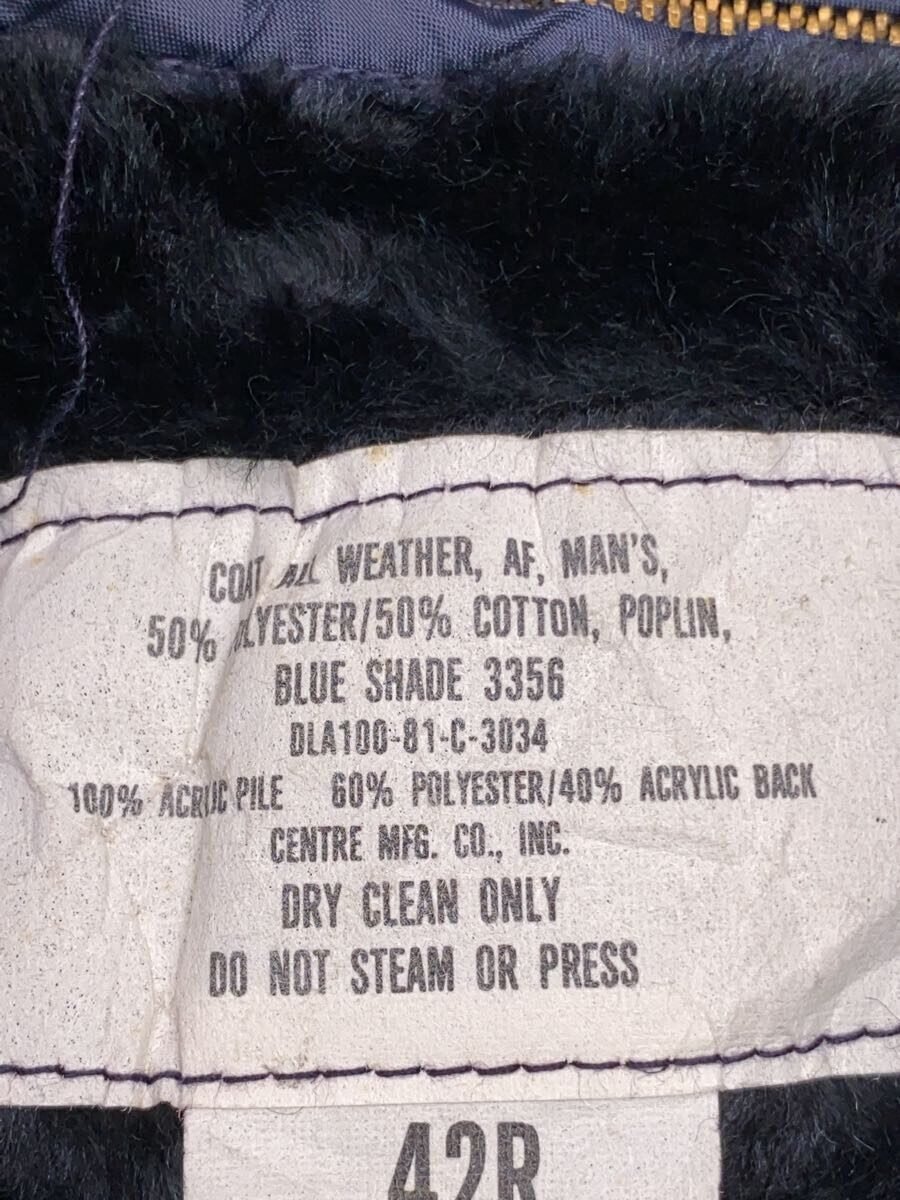 COAT ALL WEATHER, AF, MAN'S,
50% POLYESTER/50% COTTON, POPLIN,
BLUE SHADE 3356
DLA100-81-C-3034
100% ACRYLIC PILE 60% POLYESTER/40% ACRYLIC BACK
CENTRE MFG. CO., INC.
DRY CLEAN ONLY
DO NOT STEAM OR PRESS
42R